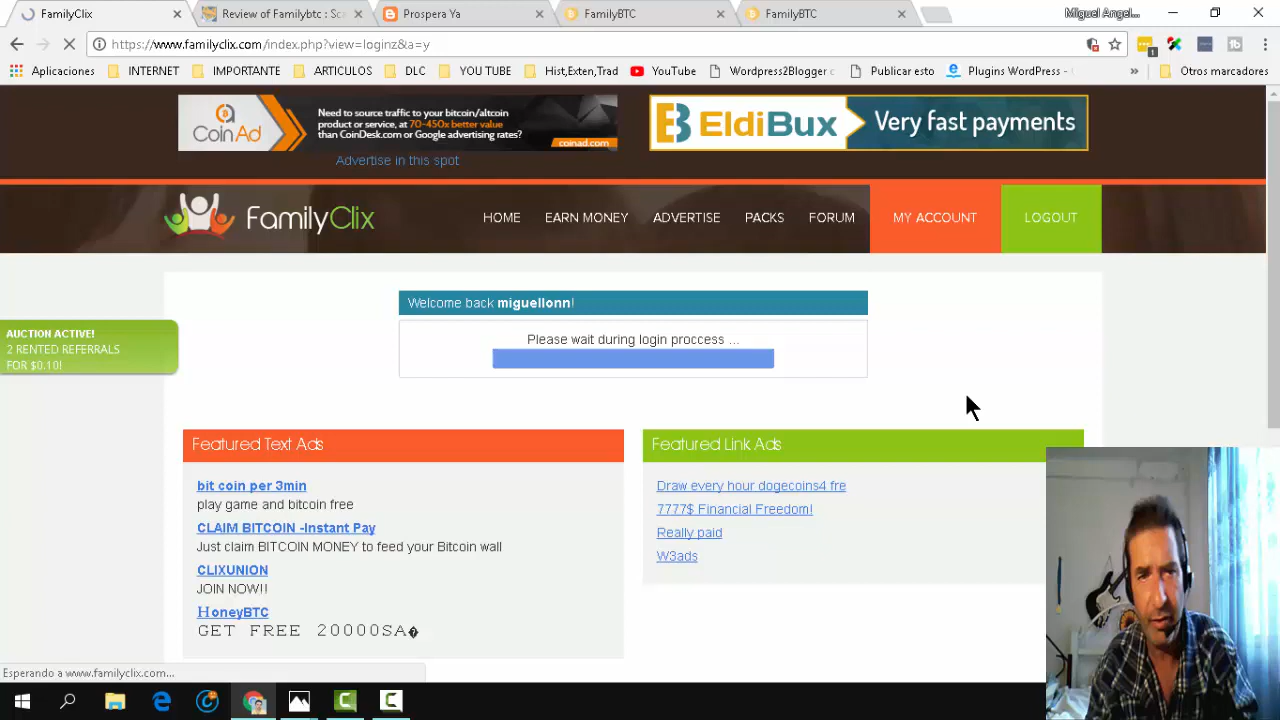 FamilyClix
Review of Familybtc : Sc
Prospera Ya
FamilyBTC
FamilyBTC
Miguel Angel...
https://www.familyclix.com/index.php?view=loginz&a=y
Aplicaciones
INTERNET
IMPORTANTE
ARTICULOS
DLC
YOU TUBE
Hist,Exten,Trad
YouTube
Wordpress2Blogger
Publicar esto
Plugins WordPress -
Otros marcadores
CoinAd
Need to source traffic to your bitcoin/altcoin
product or service, at 70-450x better value
than CoinDesk.com or Google advertising rates?
coinad.com
EldiBux
Very fast payments
Advertise in this spot
FamilyClix
HOME
EARN MONEY
ADVERTISE
PACKS
FORUM
MY ACCOUNT
LOGOUT
Welcome back miguellonn!
Please wait during login proccess ...
AUCTION ACTIVE!
2 RENTED REFERRALS
FOR $0.10!
Featured Text Ads
bit coin per 3min
play game and bitcoin free
CLAIM BITCOIN -Instant Pay
Just claim BITCOIN MONEY to feed your Bitcoin wall
CLIXUNION
JOIN NOW!!
HoneyBTC
GET FREE 20000SA�
Featured Link Ads
Draw every hour dogecoins4 fre
7777$ Financial Freedom!
Really paid
W3ads
Esperando a www.familyclix.com...